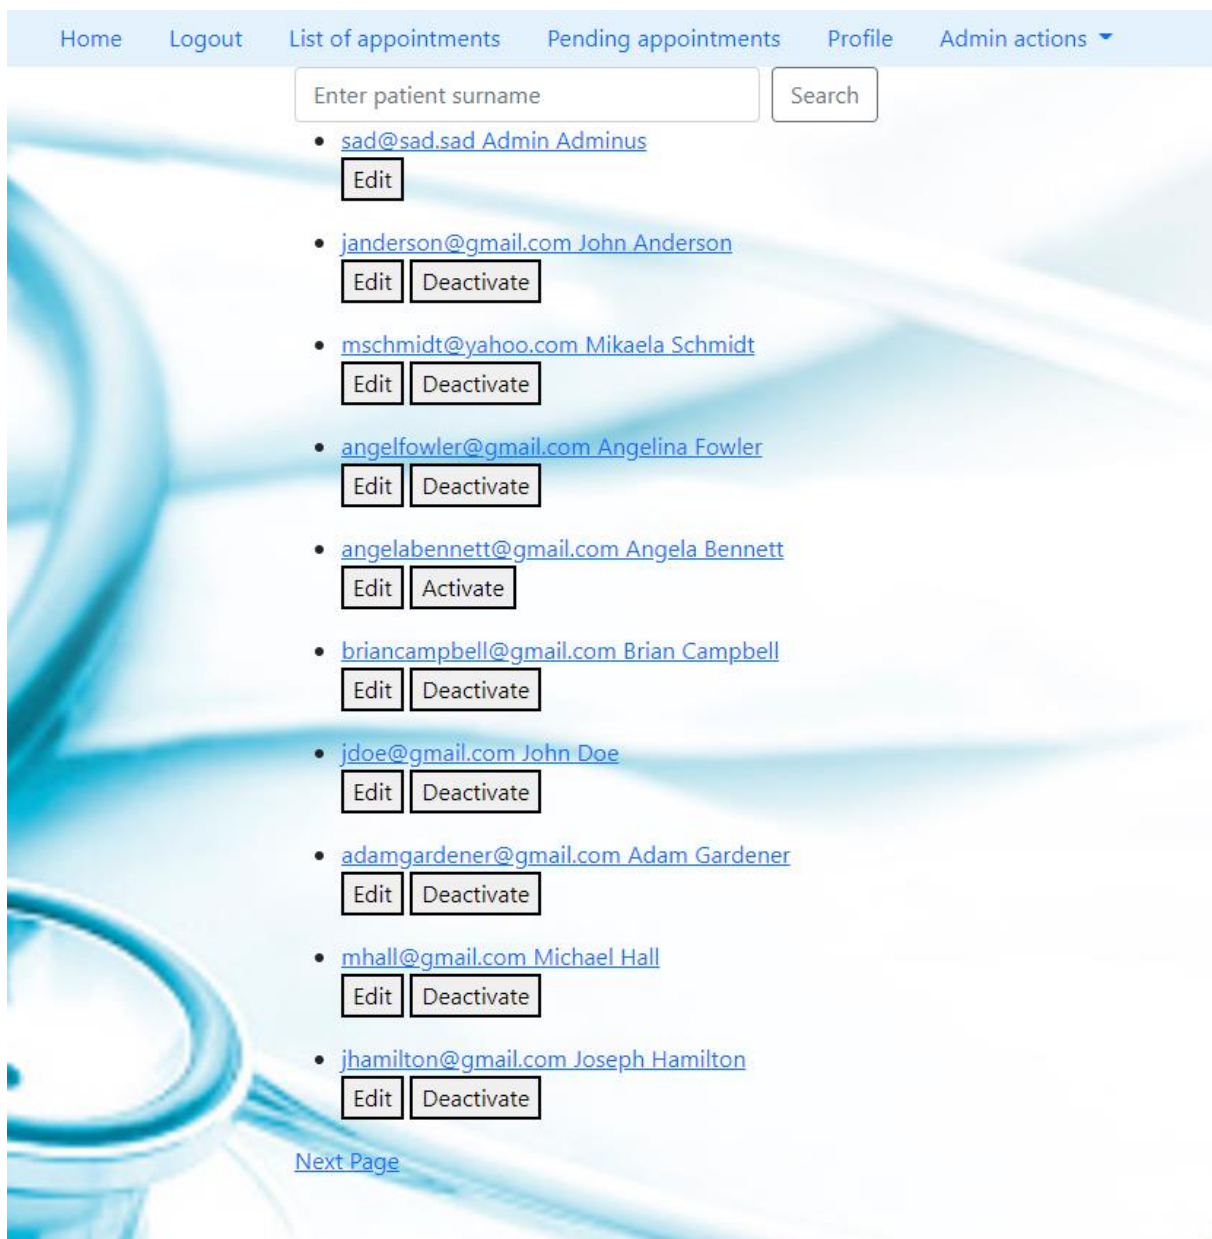 Home Logout List of appointments Pending appointments Profile Admin actions
Enter patient surname Search
sad@sad.sad Admin Adminus
Edit
janderson@gmail.com John Anderson
Edit Deactivate
mschmidt@yahoo.com Mikaela Schmidt
Edit Deactivate
angelfowler@gmail.com Angelina Fowler
Edit Deactivate
angelabennett@gmail.com Angela Bennett
Edit Activate
briancampbell@gmail.com Brian Campbell
Edit Deactivate
jdoe@gmail.com John Doe
Edit Deactivate
adamgardener@gmail.com Adam Gardener
Edit Deactivate
mhall@gmail.com Michael Hall
Edit Deactivate
jhamilton@gmail.com Joseph Hamilton
Edit Deactivate
Next Page